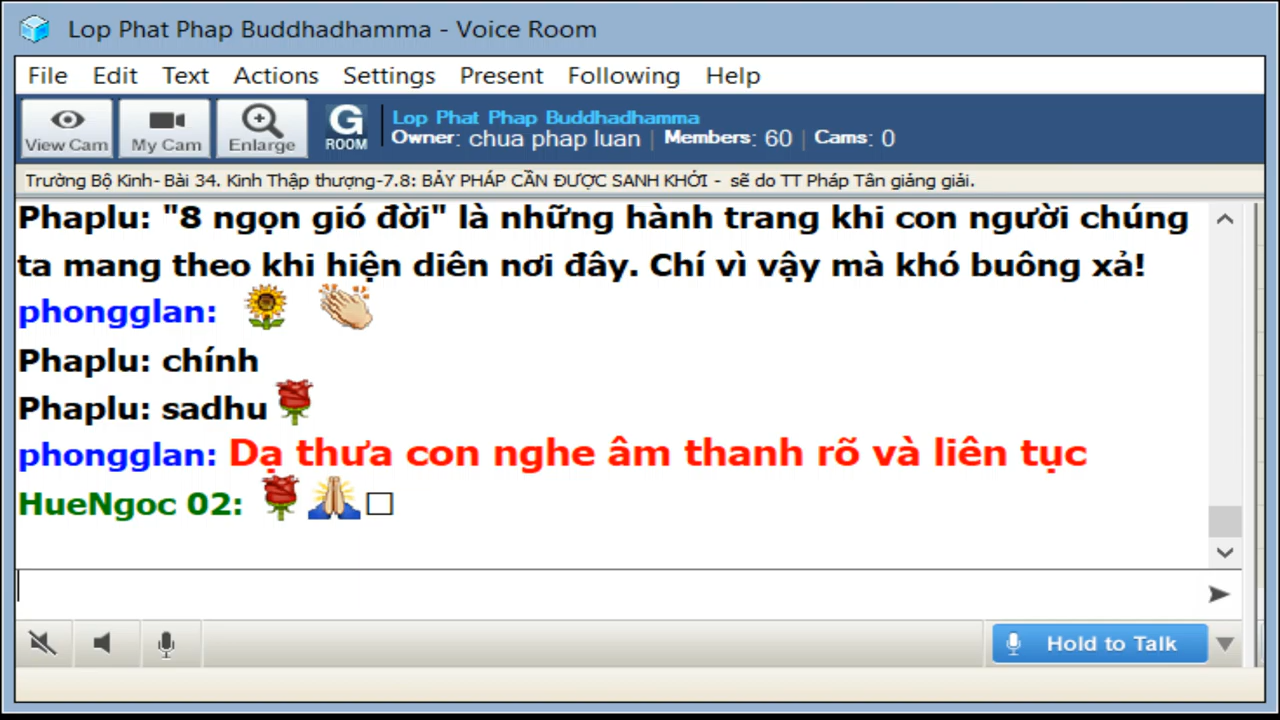 Lop Phat Phap Buddhadhamma - Voice Room
File Edit Text Actions Settings Present Following Help
View Cam My Cam Enlarge G ROOM
Lop Phat Phap Buddhadhamma
Owner: chua phap luan | Members: 60 | Cams: 0
Trường Bộ Kinh- Bài 34. Kinh Thập thượng-7.8: BẢY PHÁP CẦN ĐƯỢC SANH KHỞI - sẽ do TT Pháp Tân giảng giải.
Phaplu: "8 ngọn gió đời" là những hành trang khi con người chúng
ta mang theo khi hiện diên nơi đây. Chí vì vậy mà khó buông xả!
phongglan: 🌻 👏
Phaplu: chính
Phaplu: sadhu🌹
phongglan: Dạ thưa con nghe âm thanh rõ và liên tục
HueNgoc 02: 🌹🙏□
Hold to Talk